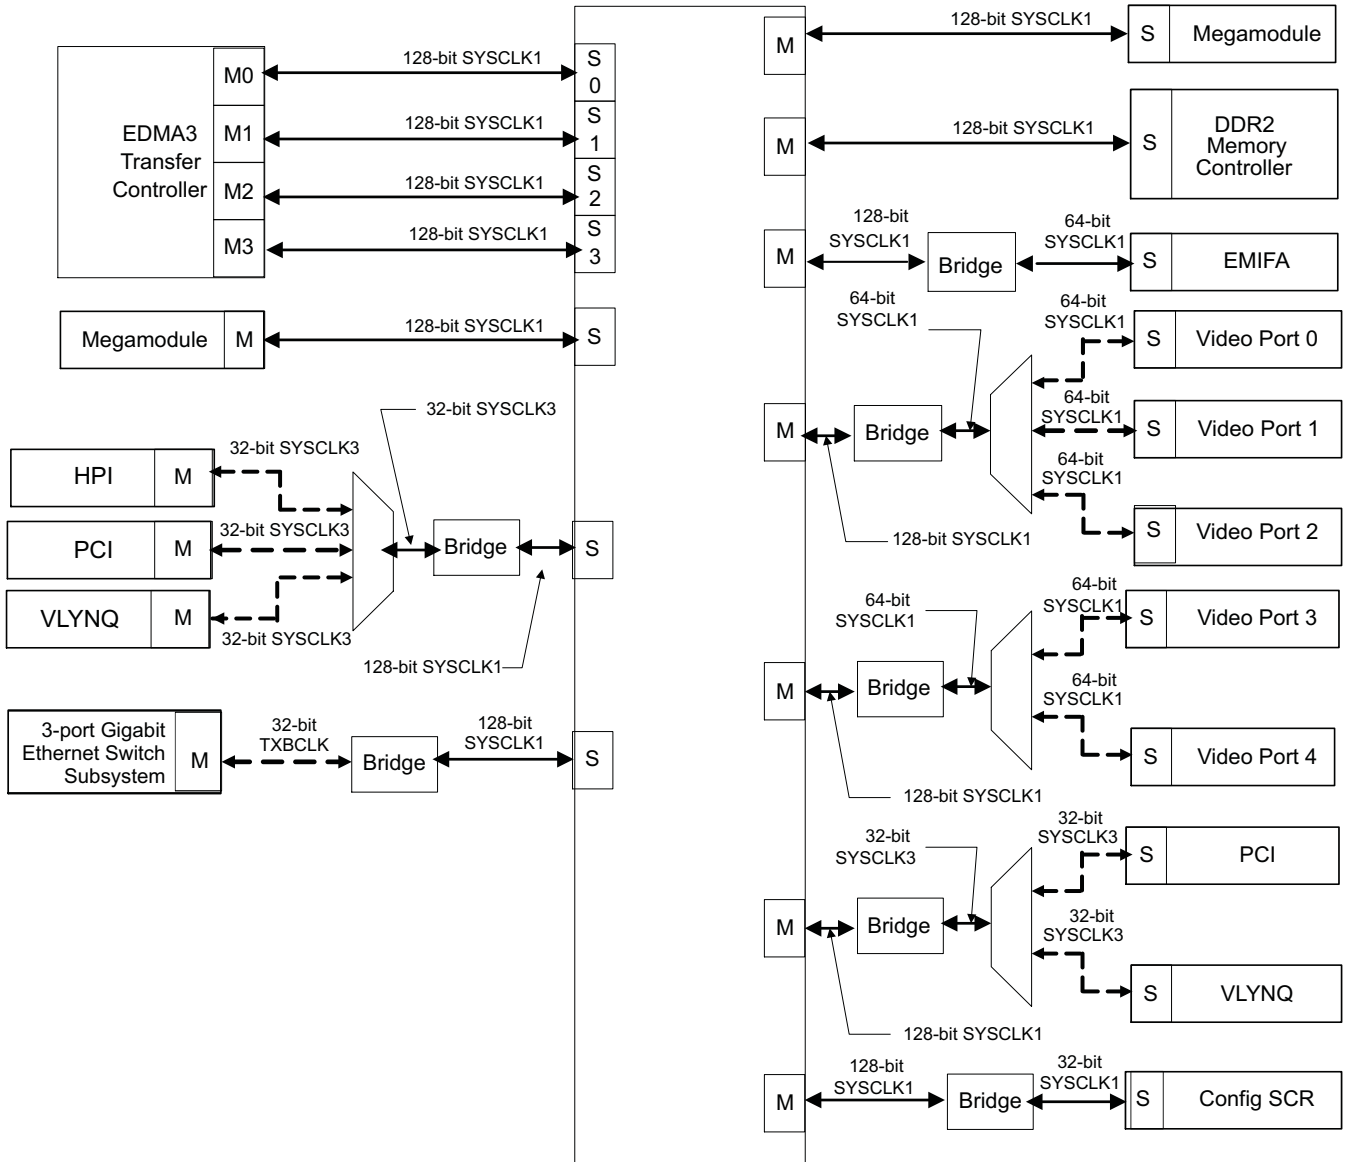 EDMA3
Transfer
Controller
M0
M1
M2
M3
128-bit SYSCLK1
128-bit SYSCLK1
128-bit SYSCLK1
128-bit SYSCLK1
S
0
S
1
S
2
S
3
Megamodule
M
128-bit SYSCLK1
S
32-bit SYSCLK3
HPI
M
32-bit SYSCLK3
PCI
M
32-bit SYSCLK3
VLYNQ
M
32-bit SYSCLK3
Bridge
S
128-bit SYSCLK1
3-port Gigabit
Ethernet Switch
Subsystem
M
32-bit
TXBCLK
Bridge
128-bit
SYSCLK1
S
M
128-bit SYSCLK1
S
Megamodule
M
128-bit SYSCLK1
S
DDR2
Memory
Controller
M
128-bit
SYSCLK1
Bridge
64-bit
SYSCLK1
S
EMIFA
64-bit
SYSCLK1
M
Bridge
128-bit SYSCLK1
64-bit
SYSCLK1
S
Video Port 0
64-bit
SYSCLK1
S
Video Port 1
64-bit
SYSCLK1
S
Video Port 2
64-bit
SYSCLK1
M
Bridge
128-bit SYSCLK1
64-bit
SYSCLK1
S
Video Port 3
64-bit
SYSCLK1
S
Video Port 4
32-bit
SYSCLK3
M
Bridge
128-bit SYSCLK1
32-bit
SYSCLK3
S
PCI
32-bit
SYSCLK3
S
VLYNQ
M
128-bit
SYSCLK1
Bridge
32-bit
SYSCLK1
S
Config SCR